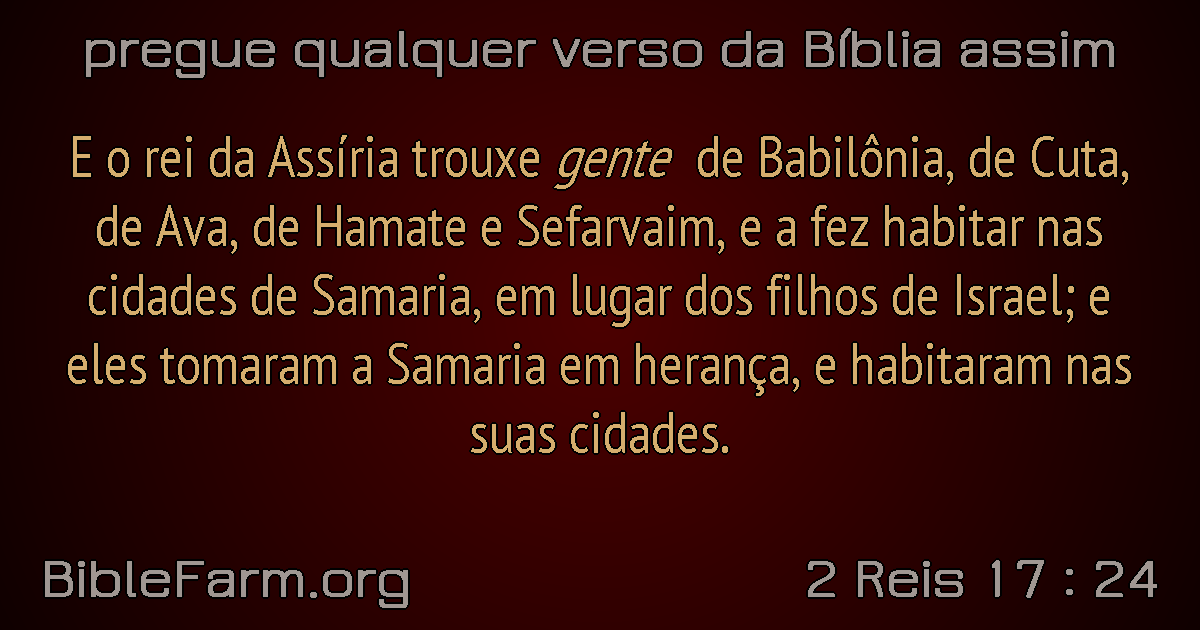 pregue qualquer verso da Bíblia assim
E o rei da Assíria trouxe gente de Babilônia, de Cuta,
de Ava, de Hamate e Sefarvaim, e a fez habitar nas
cidades de Samaria, em lugar dos filhos de Israel; e
eles tomaram a Samaria em herança, e habitaram nas
suas cidades.
BibleFarm.org
2 Reis 17 : 24